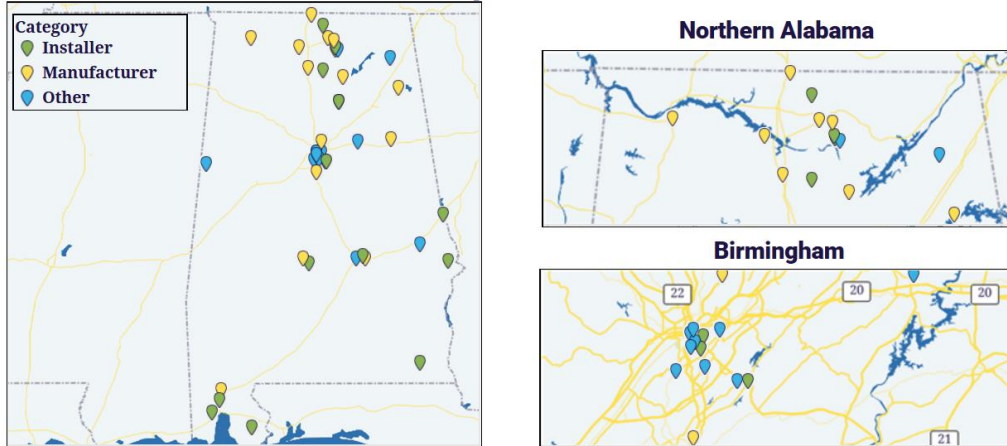 Category
Installer
Manufacturer
Other
Northern Alabama
Birmingham
22
20
20
21